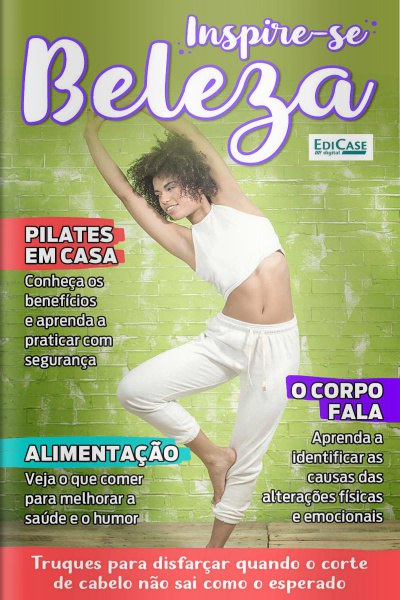 Inspire-se
Beleza
EDICASE
digital
PILATES
EM CASA
Conheça os
benefícios
e aprenda a
praticar com
segurança
O CORPO
FALA
Aprenda a
identificar as
causas das
alterações físicas
e emocionais
ALIMENTAÇÃO
Veja o que comer
para melhorar a
saúde e o humor
Truques para disfarçar quando o corte
de cabelo não sai como o esperado